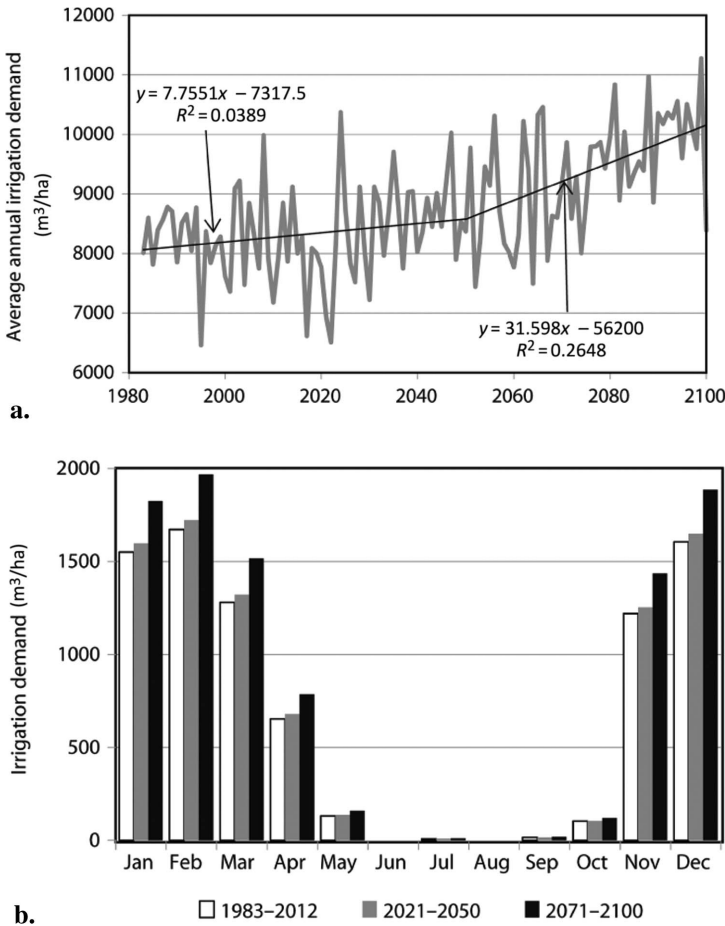 12000
11000
10000
9000
8000
7000
6000
Average annual irrigation demand
(m³/ha)
y = 7.7551x – 7317.5
R² = 0.0389
y = 31.598x – 56200
R² = 0.2648
1980 2000 2020 2040 2060 2080 2100
a.
2000
1500
1000
500
0
Irrigation demand (m³/ha)
Jan Feb Mar Apr May Jun Jul Aug Sep Oct Nov Dec
1983–2012 2021–2050 2071–2100
b.